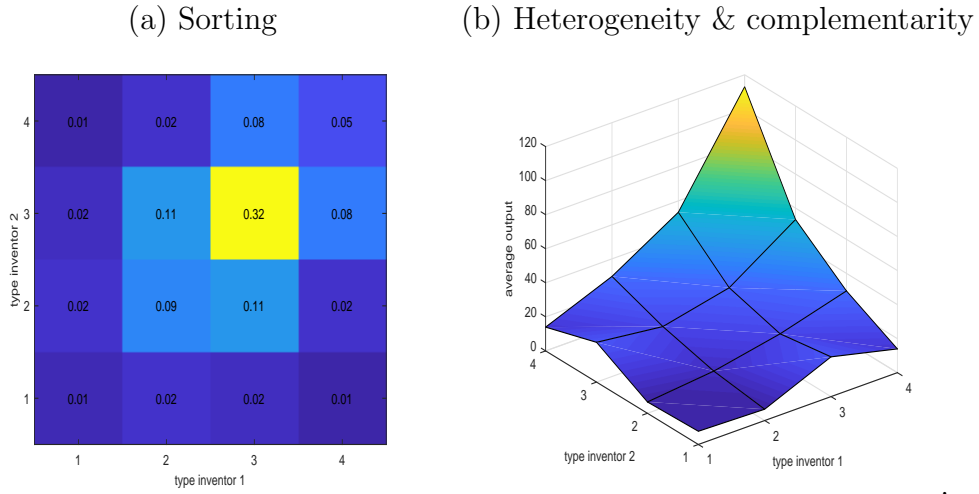 (a) Sorting
(b) Heterogeneity & complementarity
4
3
2
1
type inventor 2
0.01 0.02 0.08 0.05
0.02 0.11 0.32 0.08
0.02 0.09 0.11 0.02
0.01 0.02 0.02 0.01
1 2 3 4
type inventor 1
average output
120
100
80
60
40
20
0
4
3
2
1
type inventor 2
1
2
3
4
type inventor 1